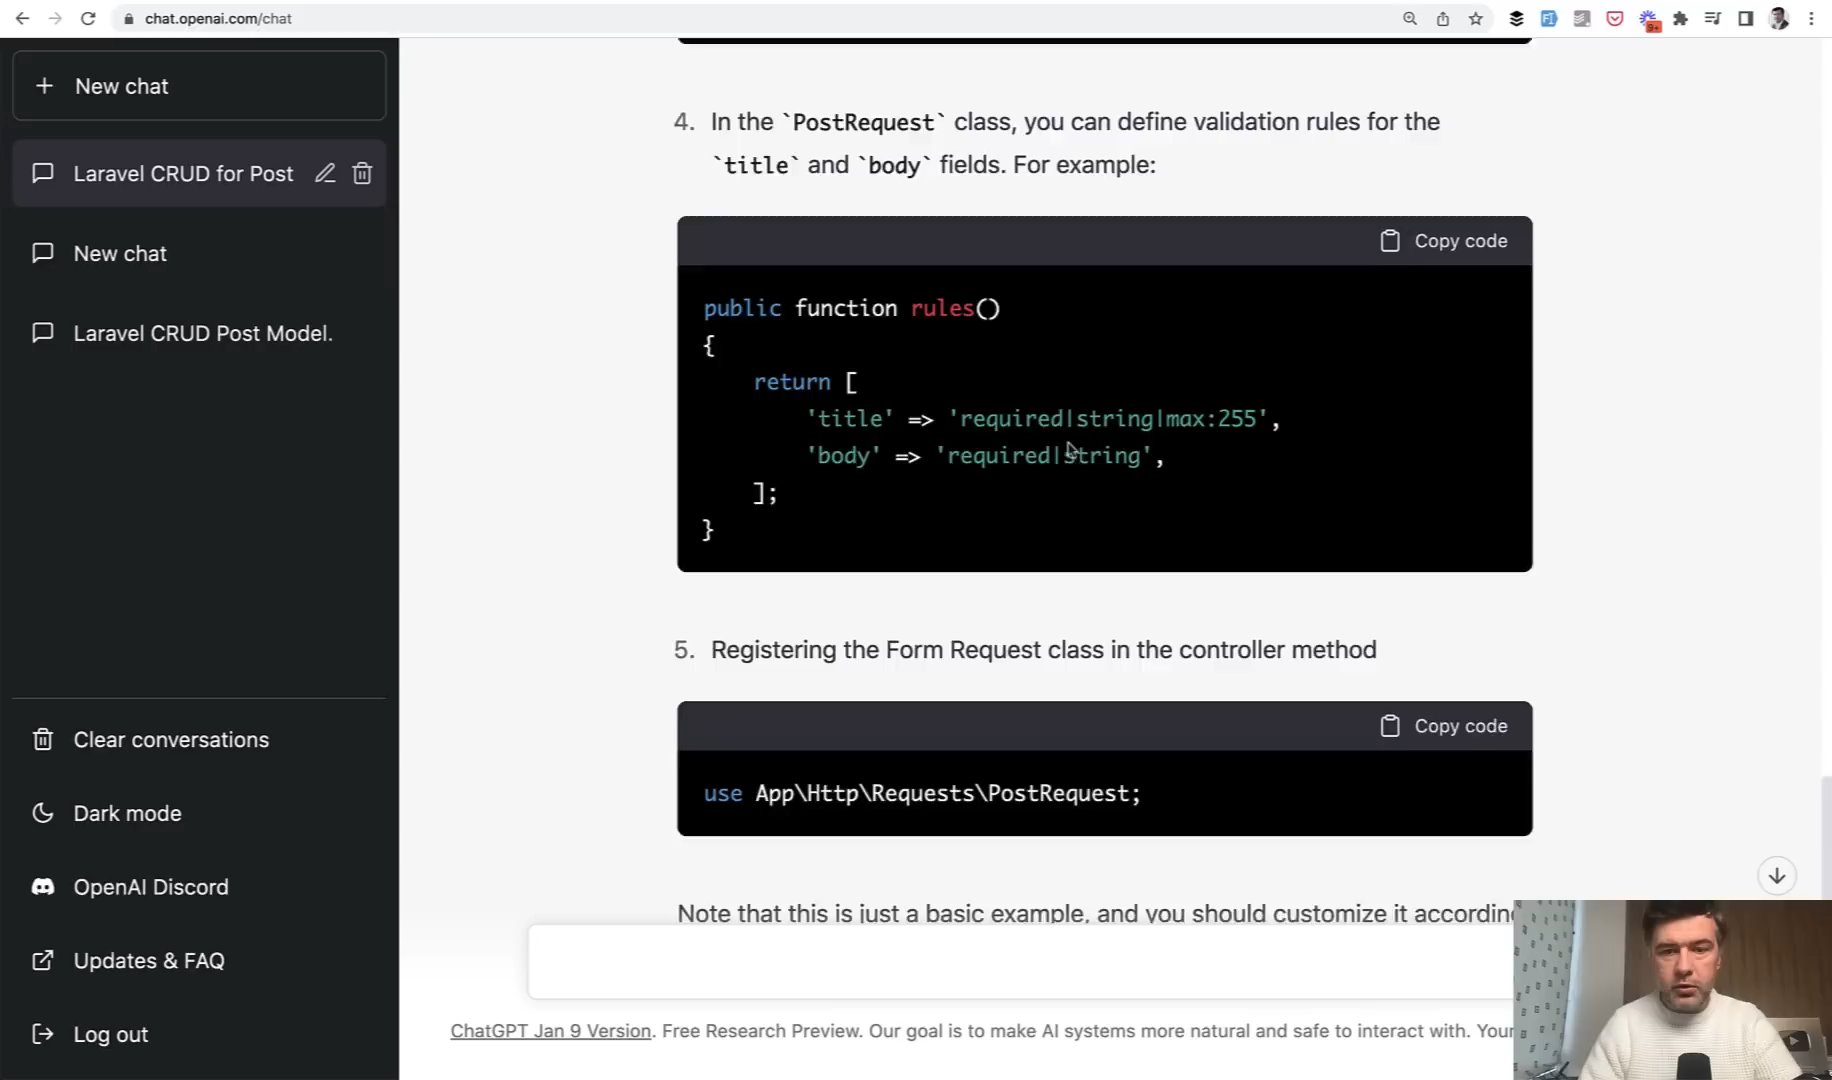 chat.openai.com/chat
9+
New chat
Laravel CRUD for Post
New chat
Laravel CRUD Post Model.
Clear conversations
Dark mode
OpenAI Discord
Updates & FAQ
Log out
4. In the `PostRequest` class, you can define validation rules for the
`title` and `body` fields. For example:
Copy code
public function rules()
{
return [
'title' => 'required|string|max:255',
'body' => 'required|string',
];
}
5. Registering the Form Request class in the controller method
Copy code
use App\Http\Requests\PostRequest;
Note that this is just a basic example, and you should customize it according
ChatGPT Jan 9 Version. Free Research Preview. Our goal is to make AI systems more natural and safe to interact with. Your